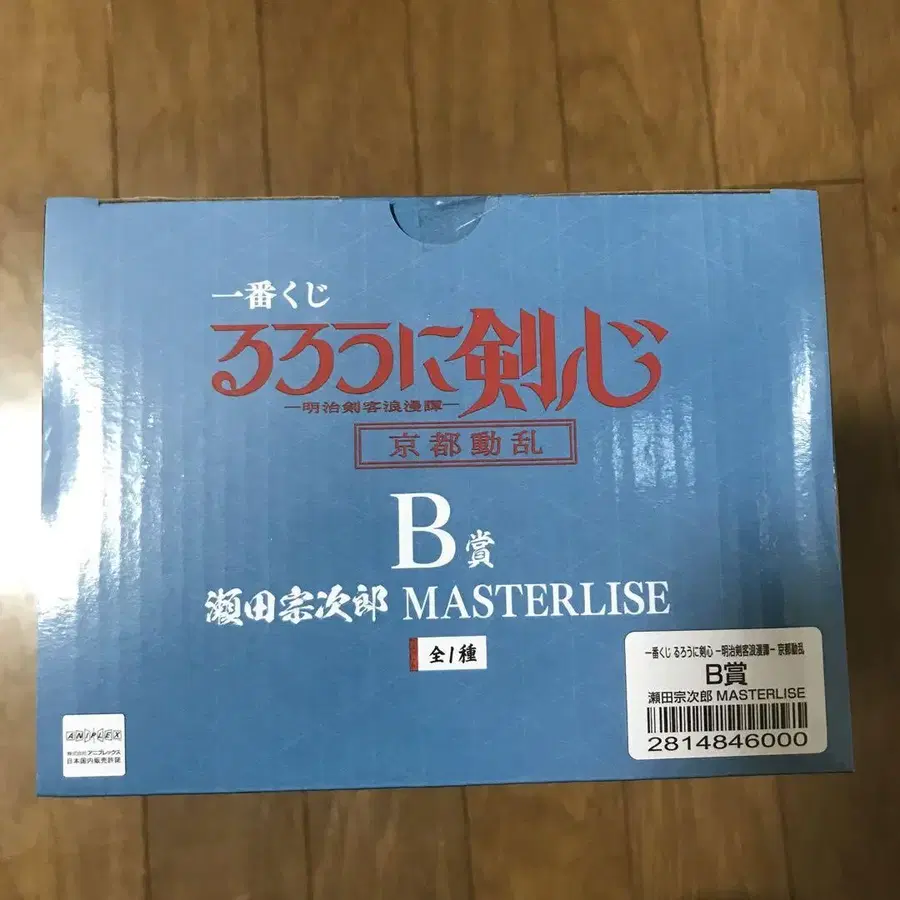 一番くじ
るろうに剣心
―明治剣客浪漫譚―
京都動乱
B賞
瀬田宗次郎 MASTERLISE
全1種
一番くじ るろうに剣心 −明治剣客浪漫譚− 京都動乱
B賞
瀬田宗次郎 MASTERLISE
2814846000
ANIPLEX
株式会社アニプレックス
日本国内販売許諾